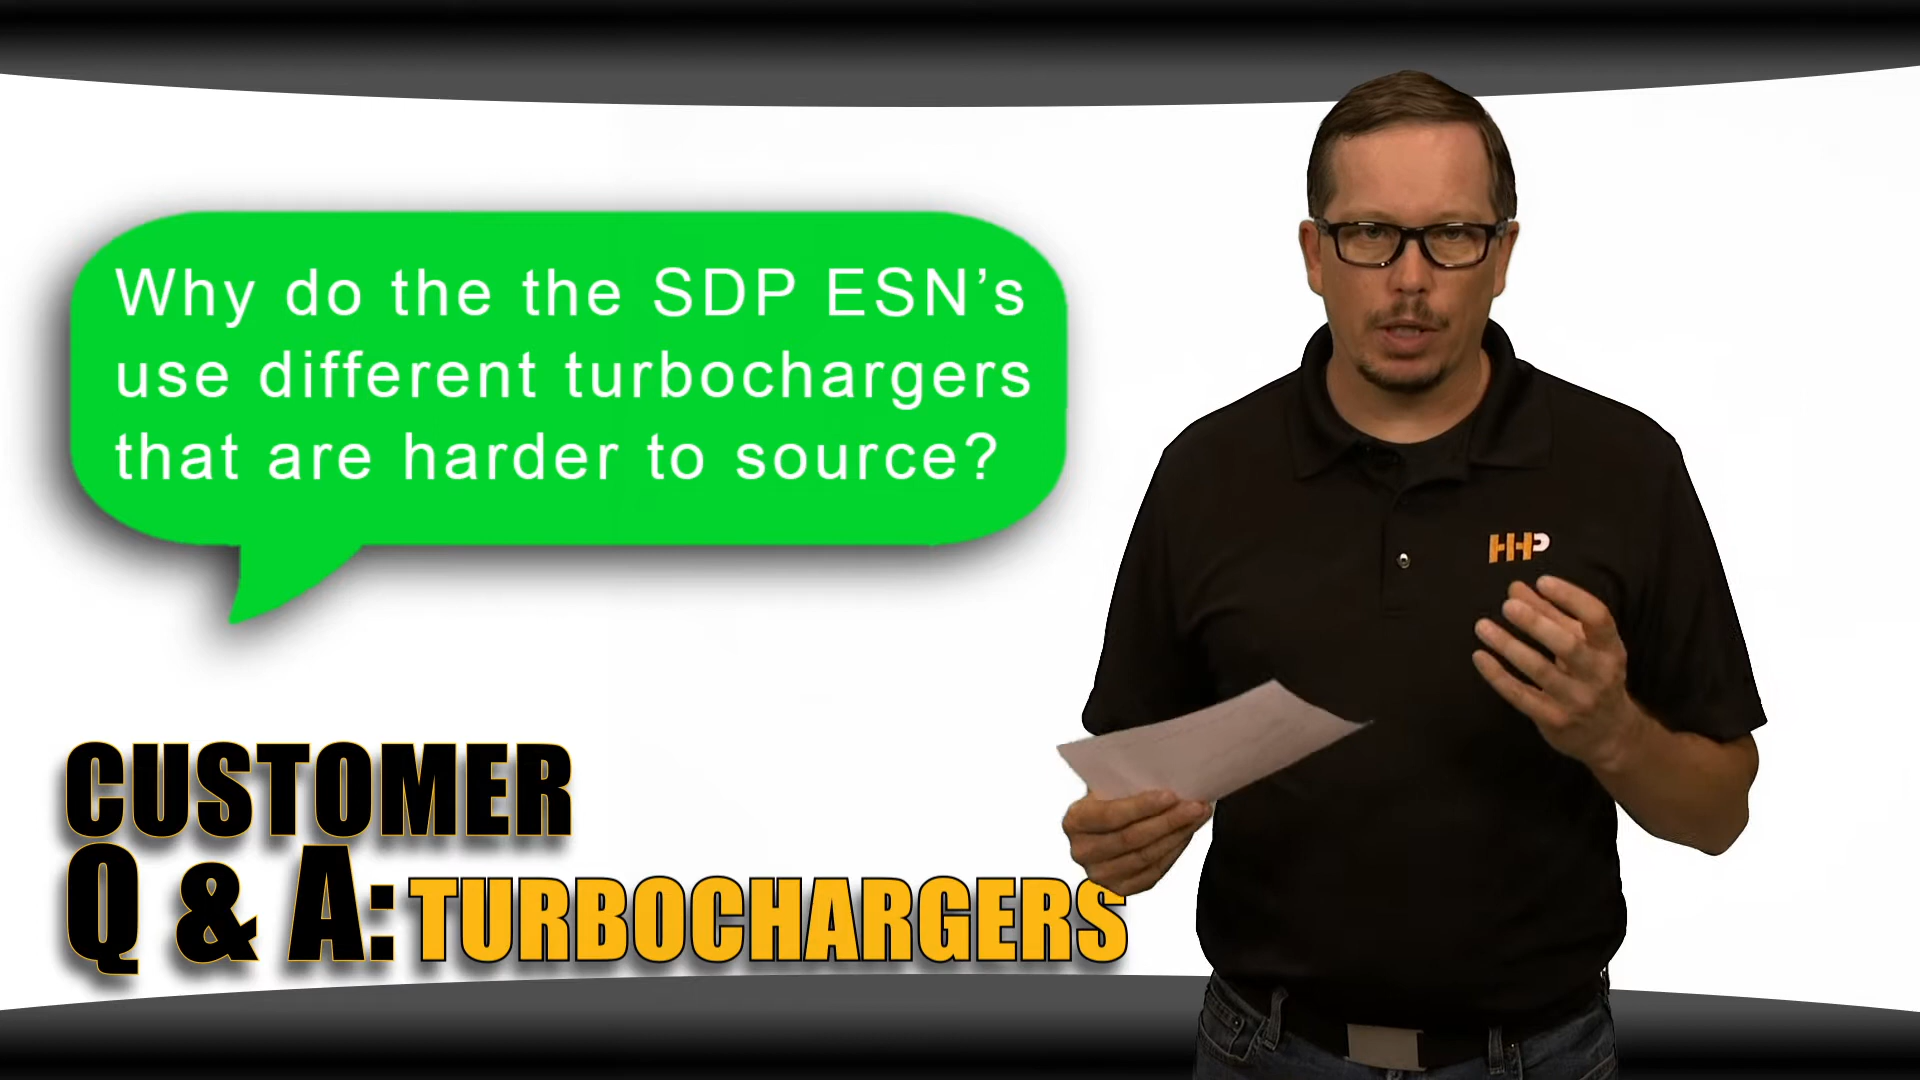 Why do the the SDP ESN’s
use different turbochargers
that are harder to source?
HHP
CUSTOMER
Q & A: TURBOCHARGERS